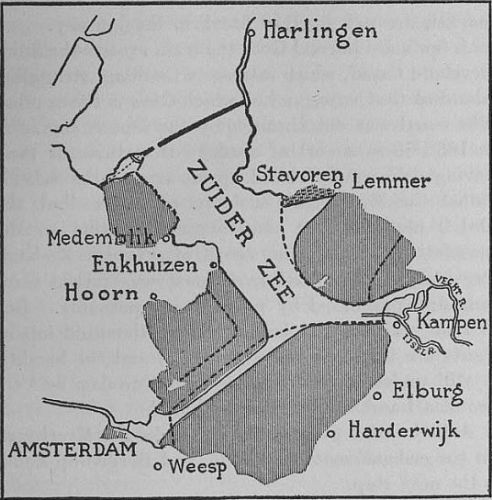 Harlingen
Stavoren
Lemmer
ZUIDER ZEE
Medemblik
Enkhuizen
Hoorn
VECHT R.
Kampen
IJSEL R.
Elburg
Harderwijk
AMSTERDAM
Weesp